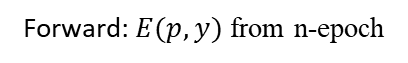 Forward: E(p, y) from n-epoch